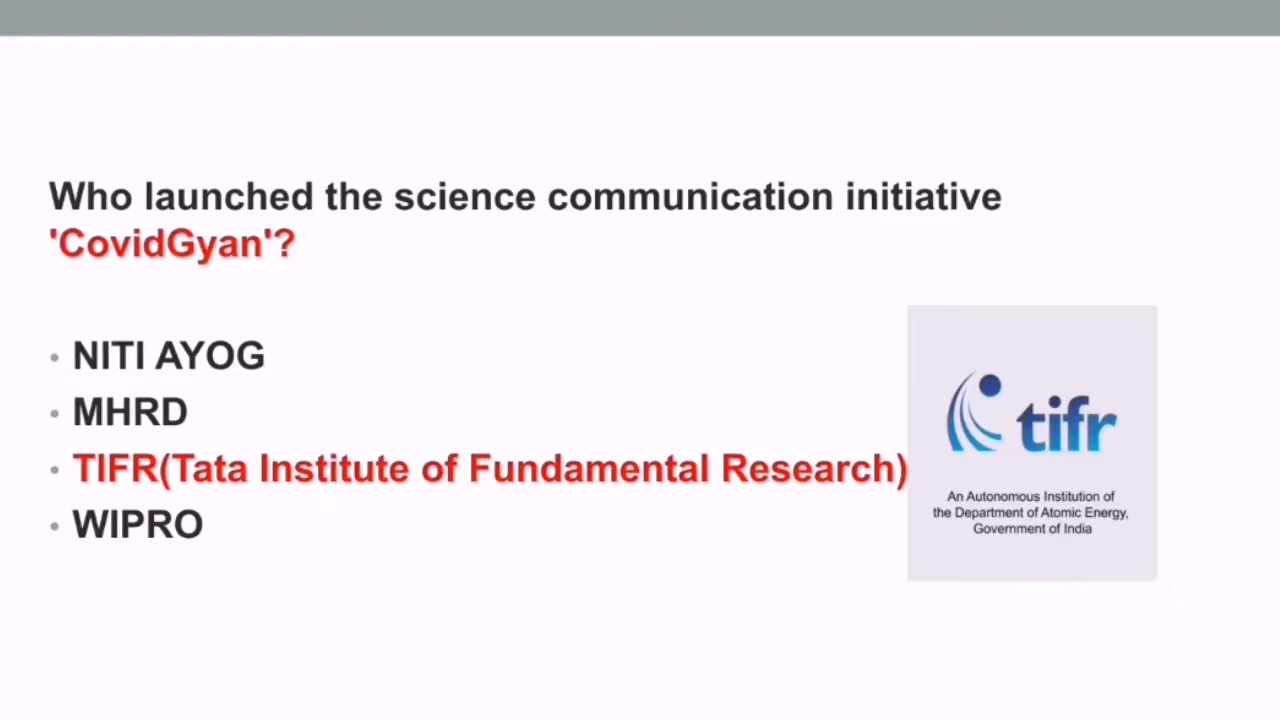 Who launched the science communication initiative
'CovidGyan'?
• NITI AYOG
• MHRD
• TIFR(Tata Institute of Fundamental Research)
• WIPRO
tifr
An Autonomous Institution of
the Department of Atomic Energy,
Government of India